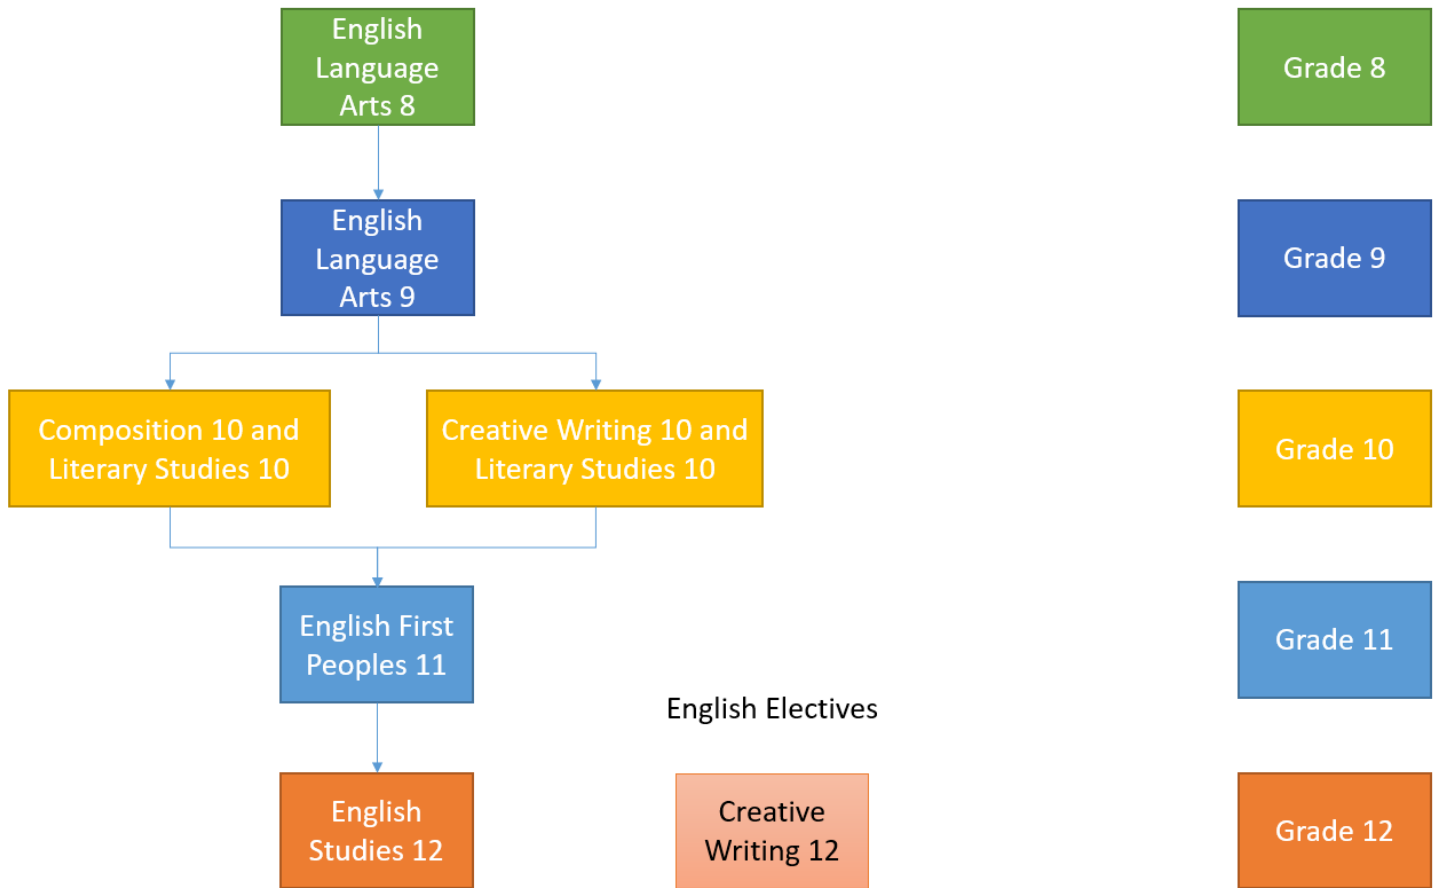 English
Language
Arts 8
Grade 8
English
Language
Arts 9
Grade 9
Composition 10 and
Literary Studies 10
Creative Writing 10 and
Literary Studies 10
Grade 10
English First
Peoples 11
Grade 11
English Electives
English
Studies 12
Creative
Writing 12
Grade 12